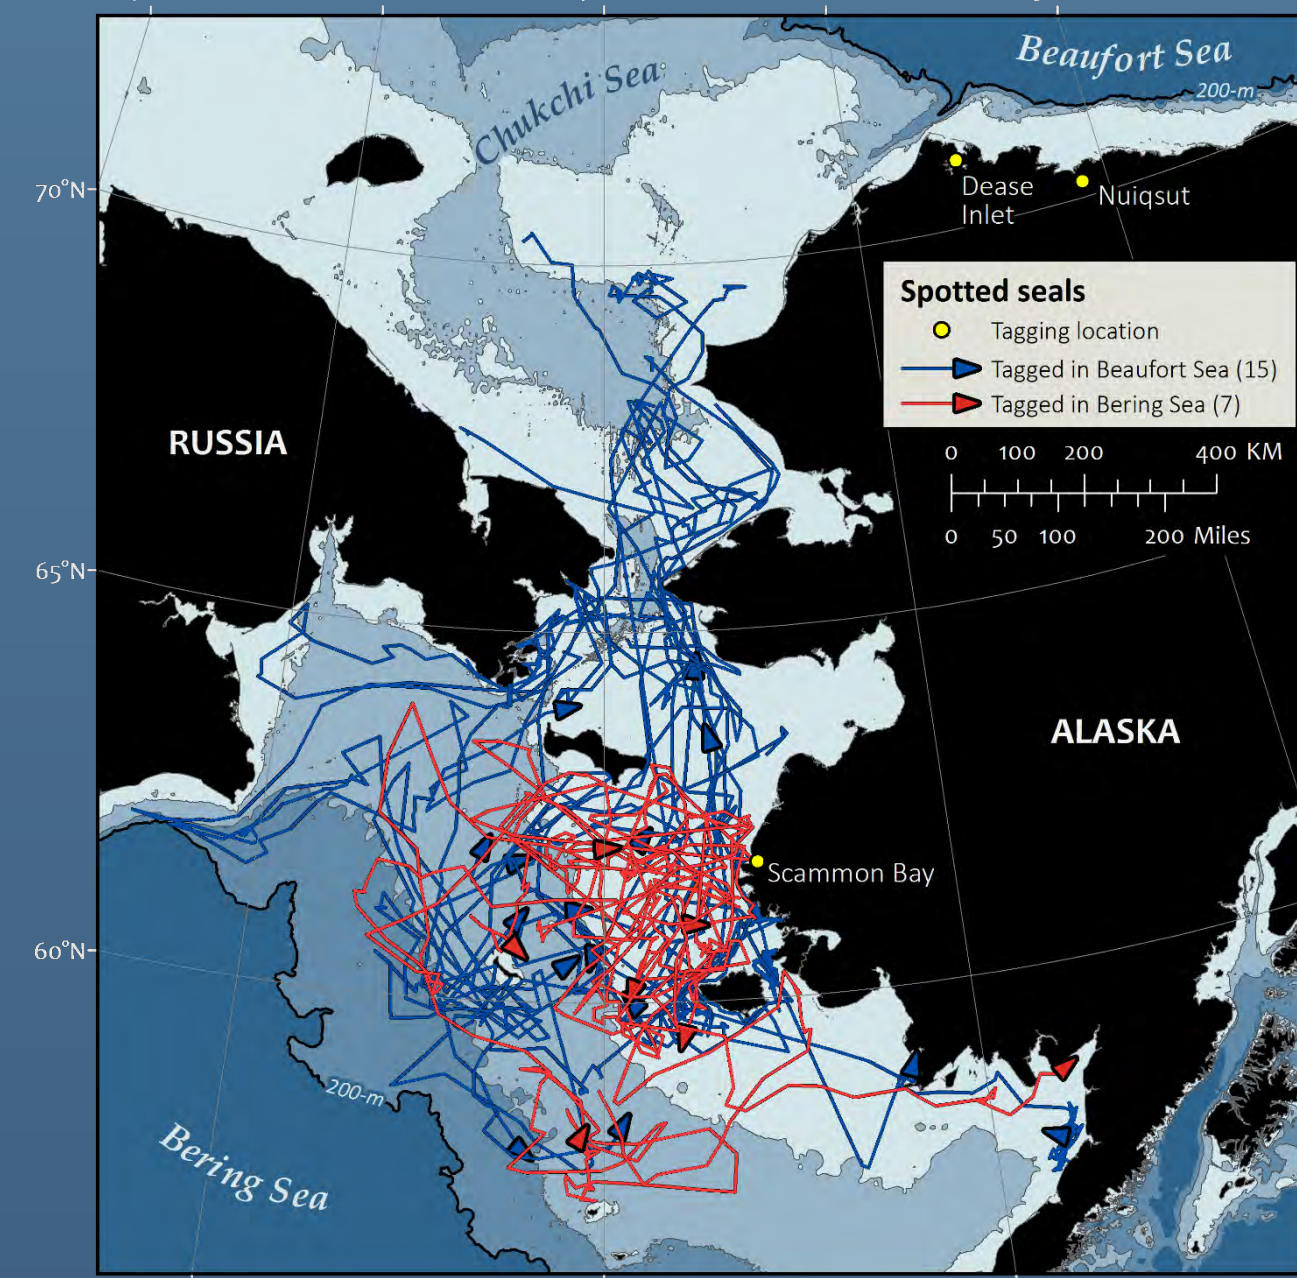 Beaufort Sea
Chukchi Sea
200-m
70°N
Dease
Inlet
Nuiqsut
Spotted seals
Tagging location
Tagged in Beaufort Sea (15)
Tagged in Bering Sea (7)
RUSSIA
0 100 200 400 KM
0 50 100 200 Miles
65°N
ALASKA
Scammon Bay
60°N
200-m
Bering Sea